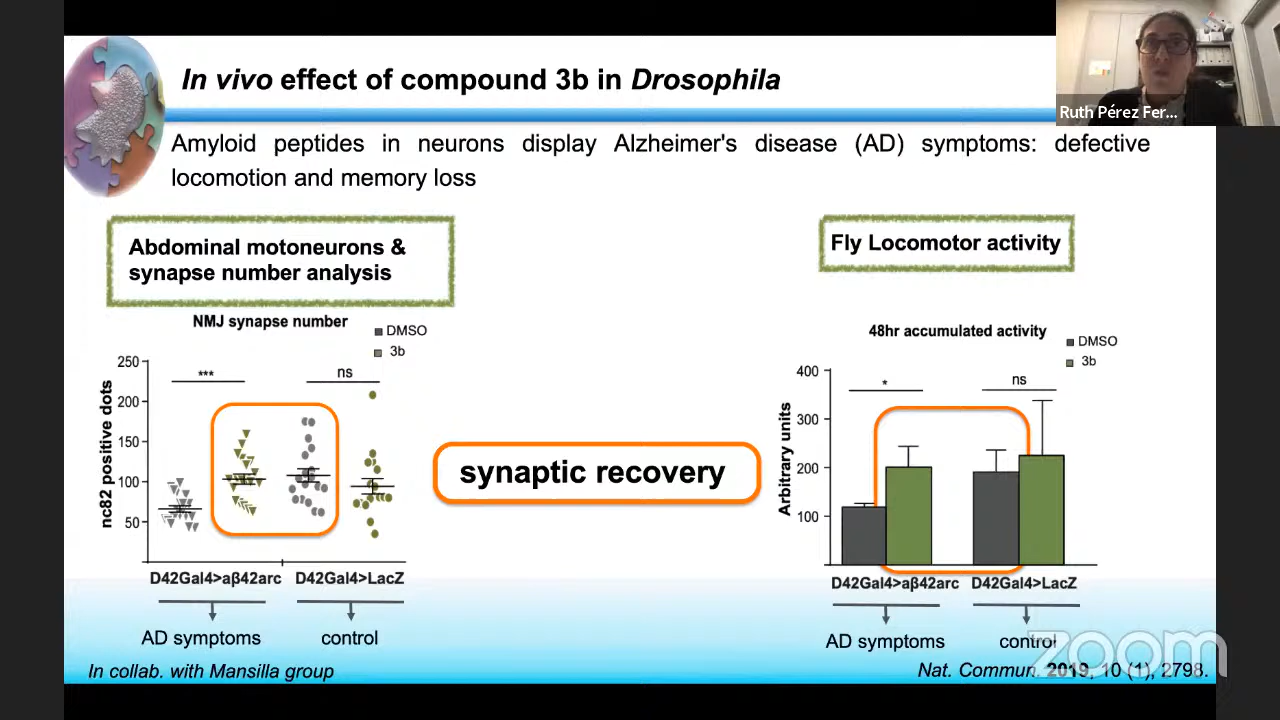 In vivo effect of compound 3b in Drosophila
Ruth Pérez Fer...
Amyloid peptides in neurons display Alzheimer's disease (AD) symptoms: defective
locomotion and memory loss
Abdominal motoneurons &
synapse number analysis
NMJ synapse number
DMSO
3b
250
200
150
100
50
nc82 positive dots
***
ns
D42Gal4>aβ42arc
D42Gal4>LacZ
AD symptoms
control
In collab. with Mansilla group
synaptic recovery
Fly Locomotor activity
48hr accumulated activity
DMSO
3b
400
300
200
100
Arbitrary units
*
ns
D42Gal4>aβ42arc
D42Gal4>LacZ
AD symptoms
control
zoom
Nat. Commun. 2019, 10 (1), 2798.